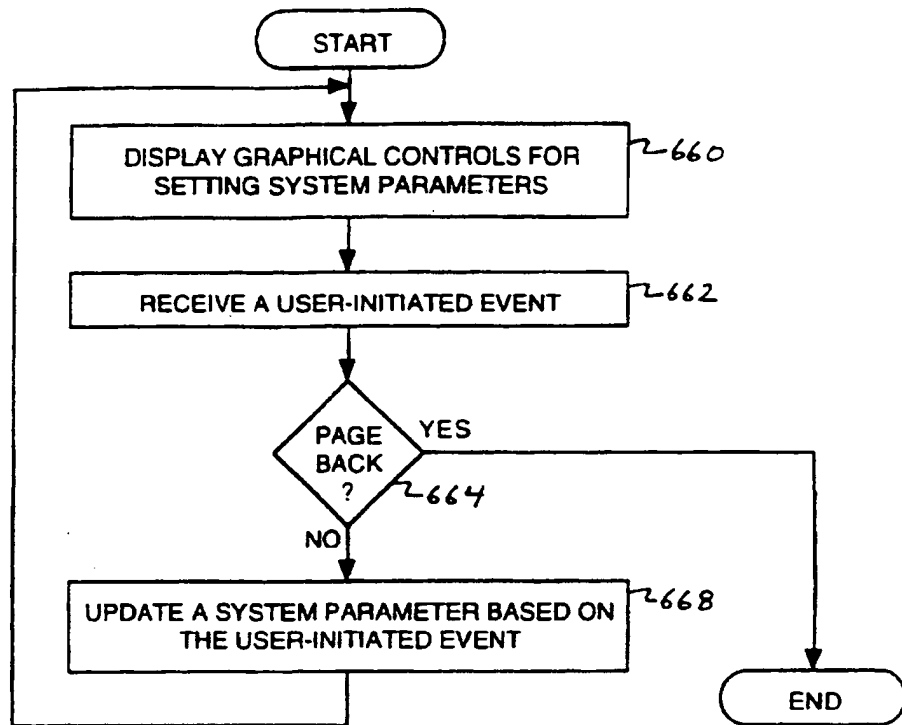 START
DISPLAY GRAPHICAL CONTROLS FOR
SETTING SYSTEM PARAMETERS
660
RECEIVE A USER-INITIATED EVENT
662
PAGE
BACK
?
YES
664
NO
UPDATE A SYSTEM PARAMETER BASED ON
THE USER-INITIATED EVENT
668
END